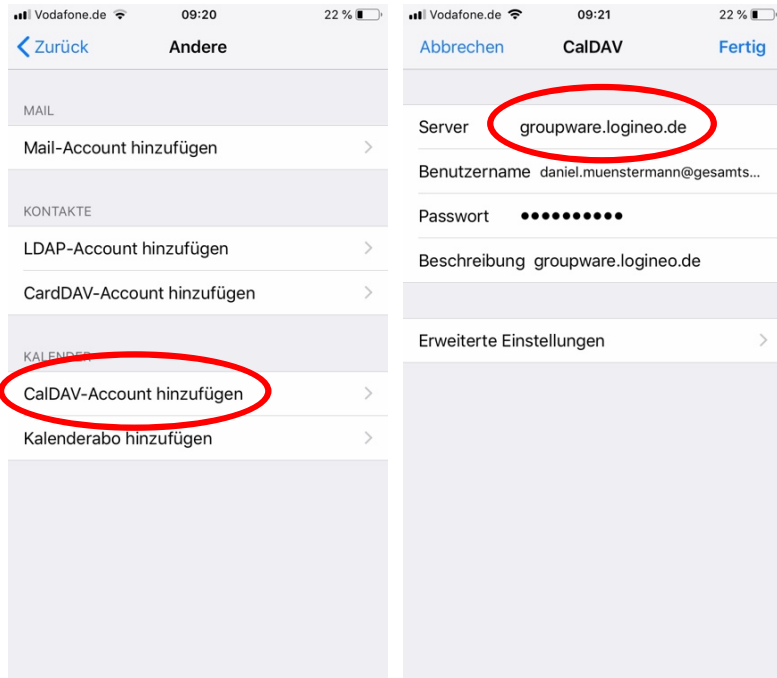 Vodafone.de 09:20 22 %
Zurück Andere
MAIL
Mail-Account hinzufügen
KONTAKTE
LDAP-Account hinzufügen
CardDAV-Account hinzufügen
KALENDER
CalDAV-Account hinzufügen
Kalenderabo hinzufügen
Vodafone.de 09:21 22 %
Abbrechen CalDAV Fertig
Server groupware.logineo.de
Benutzername daniel.muenstermann@gesamts...
Passwort ●●●●●●●●●●
Beschreibung groupware.logineo.de
Erweiterte Einstellungen